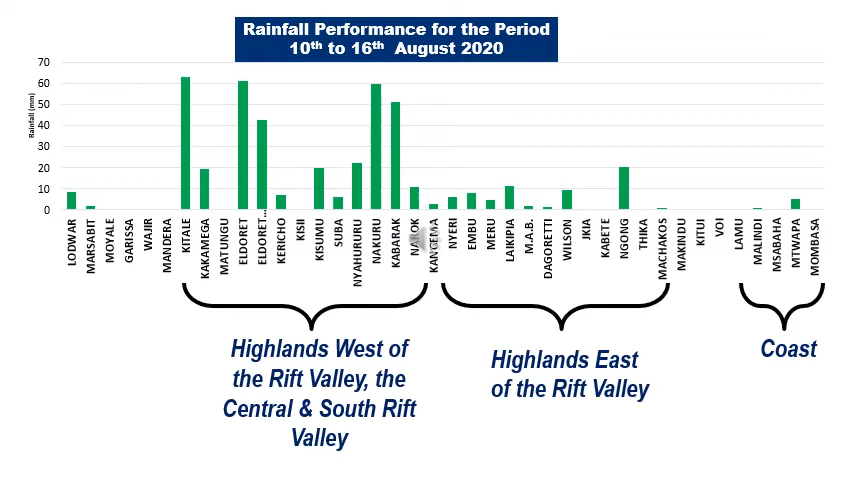 Rainfall Performance for the Period
10th to 16th August 2020
70
60
50
40
30
20
10
0
Rainfall (mm)
LODWAR
MARSABIT
MOYALE
GARISSA
WAJIR
MANDERA
KITALE
KAKAMEGA
MATUNGU
ELDORET
ELDORET...
KERICHO
KISII
KISUMU
SUBA
NYAHURURU
NAKURU
KABARAK
NAROK
KANGEMA
NYERI
EMBU
MERU
LAIKIPIA
M.A.B.
DAGORETTI
WILSON
JKIA
KABETE
NGONG
THIKA
MACHAKOS
MAKINDU
KITUI
VOI
LAMU
MALINDI
MSABAHA
MTWAPA
MOMBASA
Highlands West of
the Rift Valley, the
Central & South Rift
Valley
Highlands East
of the Rift Valley
Coast